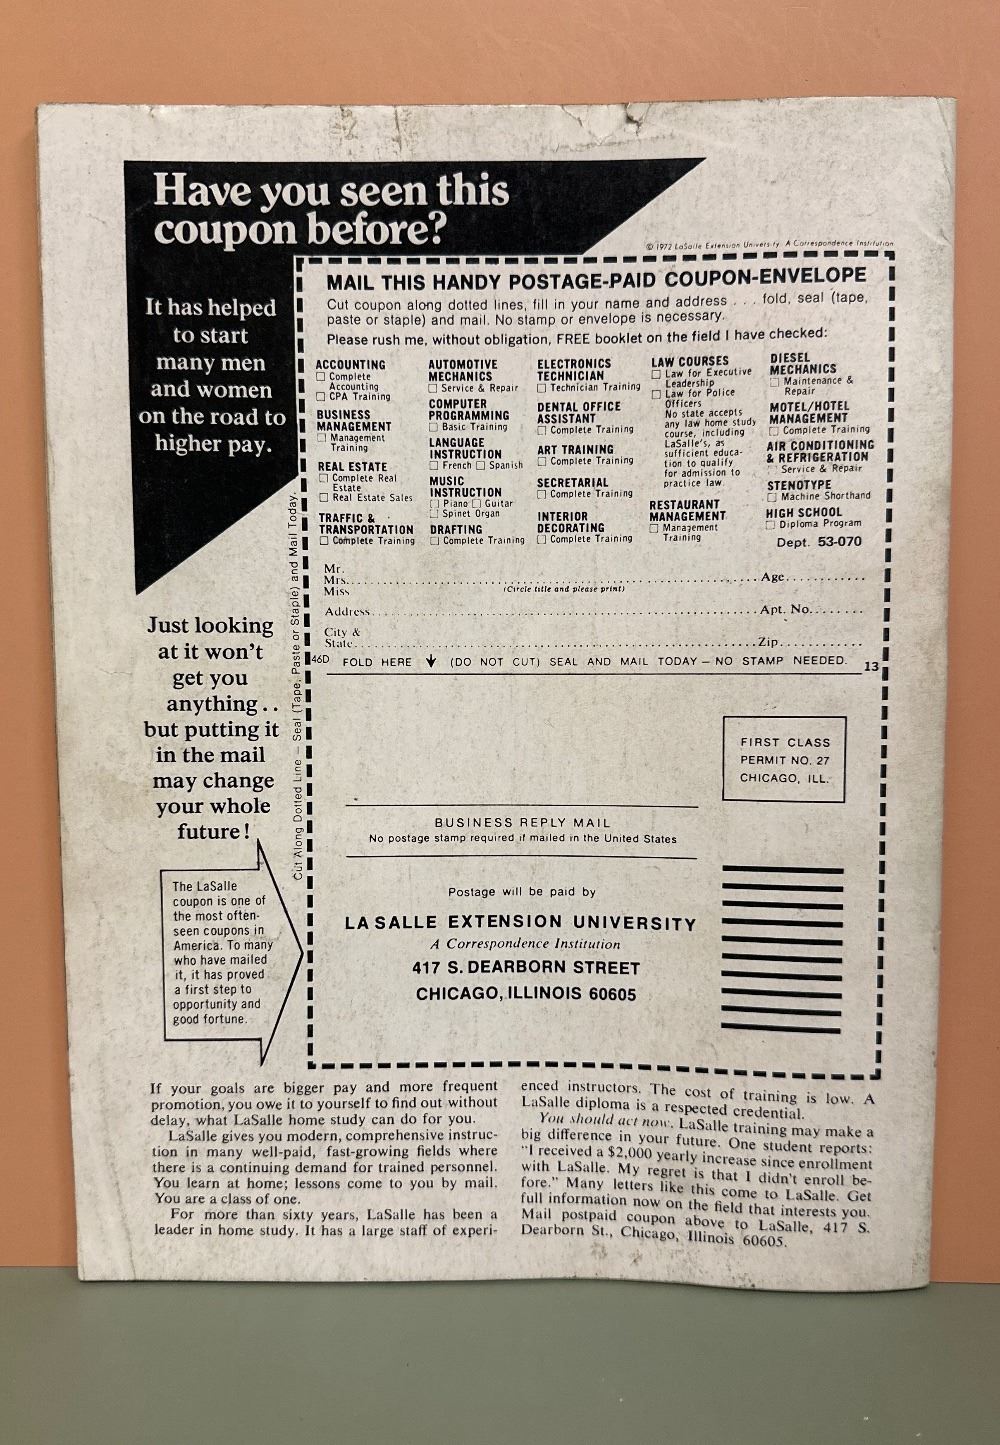 Have you seen this
coupon before?
It has helped
to start
many men
and women
on the road to
higher pay.
Just looking
at it won't
get you
anything . .
but putting it
in the mail
may change
your whole
future!
The LaSalle
coupon is one of
the most often-
seen coupons in
America. To many
who have mailed
it, it has proved
a first step to
opportunity and
good fortune.
Cut Along Dotted Line — Seal (Tape, Paste or Staple) and Mail Today.
© 1972 LaSalle Extension University A Correspondence Institution
MAIL THIS HANDY POSTAGE-PAID COUPON-ENVELOPE
Cut coupon along dotted lines, fill in your name and address . . . fold, seal (tape,
paste or staple) and mail. No stamp or envelope is necessary.
Please rush me, without obligation, FREE booklet on the field I have checked:
ACCOUNTING
☐ Complete
Accounting
☐ CPA Training
BUSINESS
MANAGEMENT
☐ Management
Training
REAL ESTATE
☐ Complete Real
Estate
☐ Real Estate Sales
TRAFFIC &
TRANSPORTATION
☐ Complete Training
AUTOMOTIVE
MECHANICS
☐ Service & Repair
COMPUTER
PROGRAMMING
☐ Basic Training
LANGUAGE
INSTRUCTION
☐ French ☐ Spanish
MUSIC
INSTRUCTION
☐ Piano ☐ Guitar
☐ Spinet Organ
DRAFTING
☐ Complete Training
ELECTRONICS
TECHNICIAN
☐ Technician Training
DENTAL OFFICE
ASSISTANT
☐ Complete Training
ART TRAINING
☐ Complete Training
SECRETARIAL
☐ Complete Training
INTERIOR
DECORATING
☐ Complete Training
LAW COURSES
☐ Law for Executive
Leadership
☐ Law for Police
Officers
No state accepts
any law home study
course, including
LaSalle's, as
sufficient educa-
tion to qualify
for admission to
practice law.
RESTAURANT
MANAGEMENT
☐ Management
Training
DIESEL
MECHANICS
☐ Maintenance &
Repair
MOTEL/HOTEL
MANAGEMENT
☐ Complete Training
AIR CONDITIONING
& REFRIGERATION
☐ Service & Repair
STENOTYPE
☐ Machine Shorthand
HIGH SCHOOL
☐ Diploma Program
Dept. 53-070
Mr.
Mrs. Age
Miss (Circle title and please print)
Address Apt. No.
City &
State Zip
46D FOLD HERE ↓ (DO NOT CUT) SEAL AND MAIL TODAY — NO STAMP NEEDED. 13
FIRST CLASS
PERMIT NO. 27
CHICAGO, ILL.
BUSINESS REPLY MAIL
No postage stamp required if mailed in the United States
Postage will be paid by
LA SALLE EXTENSION UNIVERSITY
A Correspondence Institution
417 S. DEARBORN STREET
CHICAGO, ILLINOIS 60605
If your goals are bigger pay and more frequent
promotion, you owe it to yourself to find out without
delay, what LaSalle home study can do for you.
LaSalle gives you modern, comprehensive instruc-
tion in many well-paid, fast-growing fields where
there is a continuing demand for trained personnel.
You learn at home; lessons come to you by mail.
You are a class of one.
For more than sixty years, LaSalle has been a
leader in home study. It has a large staff of experi-
enced instructors. The cost of training is low. A
LaSalle diploma is a respected credential.
You should act now. LaSalle training may make a
big difference in your future. One student reports:
"I received a $2,000 yearly increase since enrollment
with LaSalle. My regret is that I didn't enroll be-
fore." Many letters like this come to LaSalle. Get
full information now on the field that interests you.
Mail postpaid coupon above to LaSalle, 417 S.
Dearborn St., Chicago, Illinois 60605.